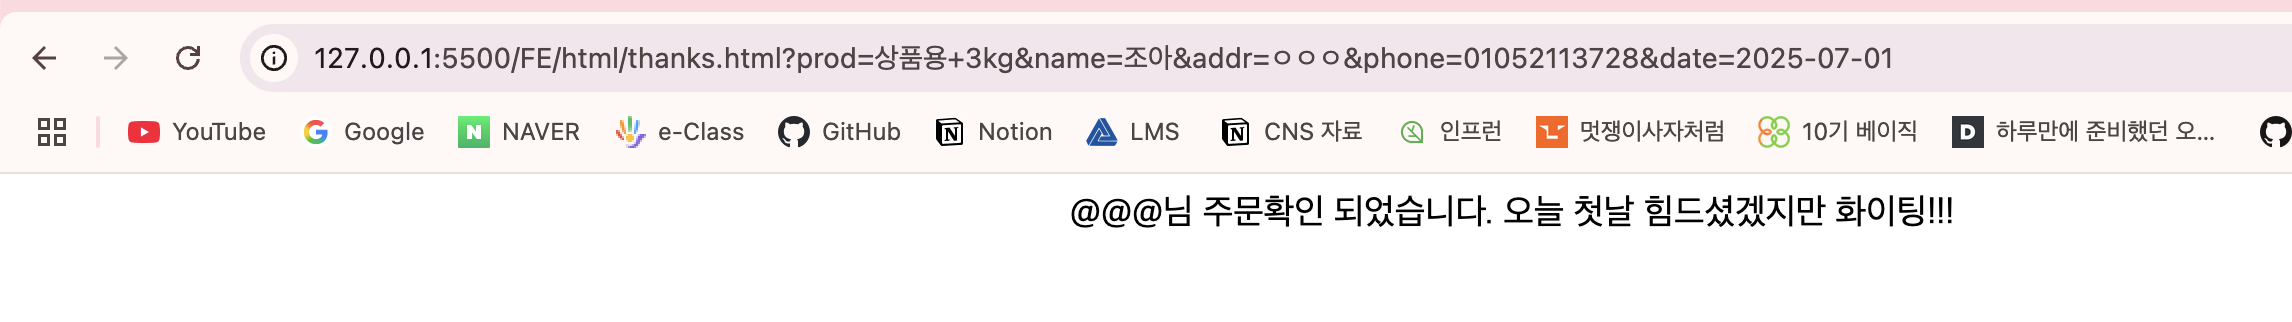 127.0.0.1:5500/FE/html/thanks.html?prod=상품용+3kg&name=조아&addr=ㅇㅇㅇ&phone=01052113728&date=2025-07-01
YouTube Google N NAVER e-Class GitHub Notion LMS CNS 자료 인프런 멋쟁이사자처럼 10기 베이직 D 하루만에 준비했던 오...
@@@님 주문확인 되었습니다. 오늘 첫날 힘드셨겠지만 화이팅!!!